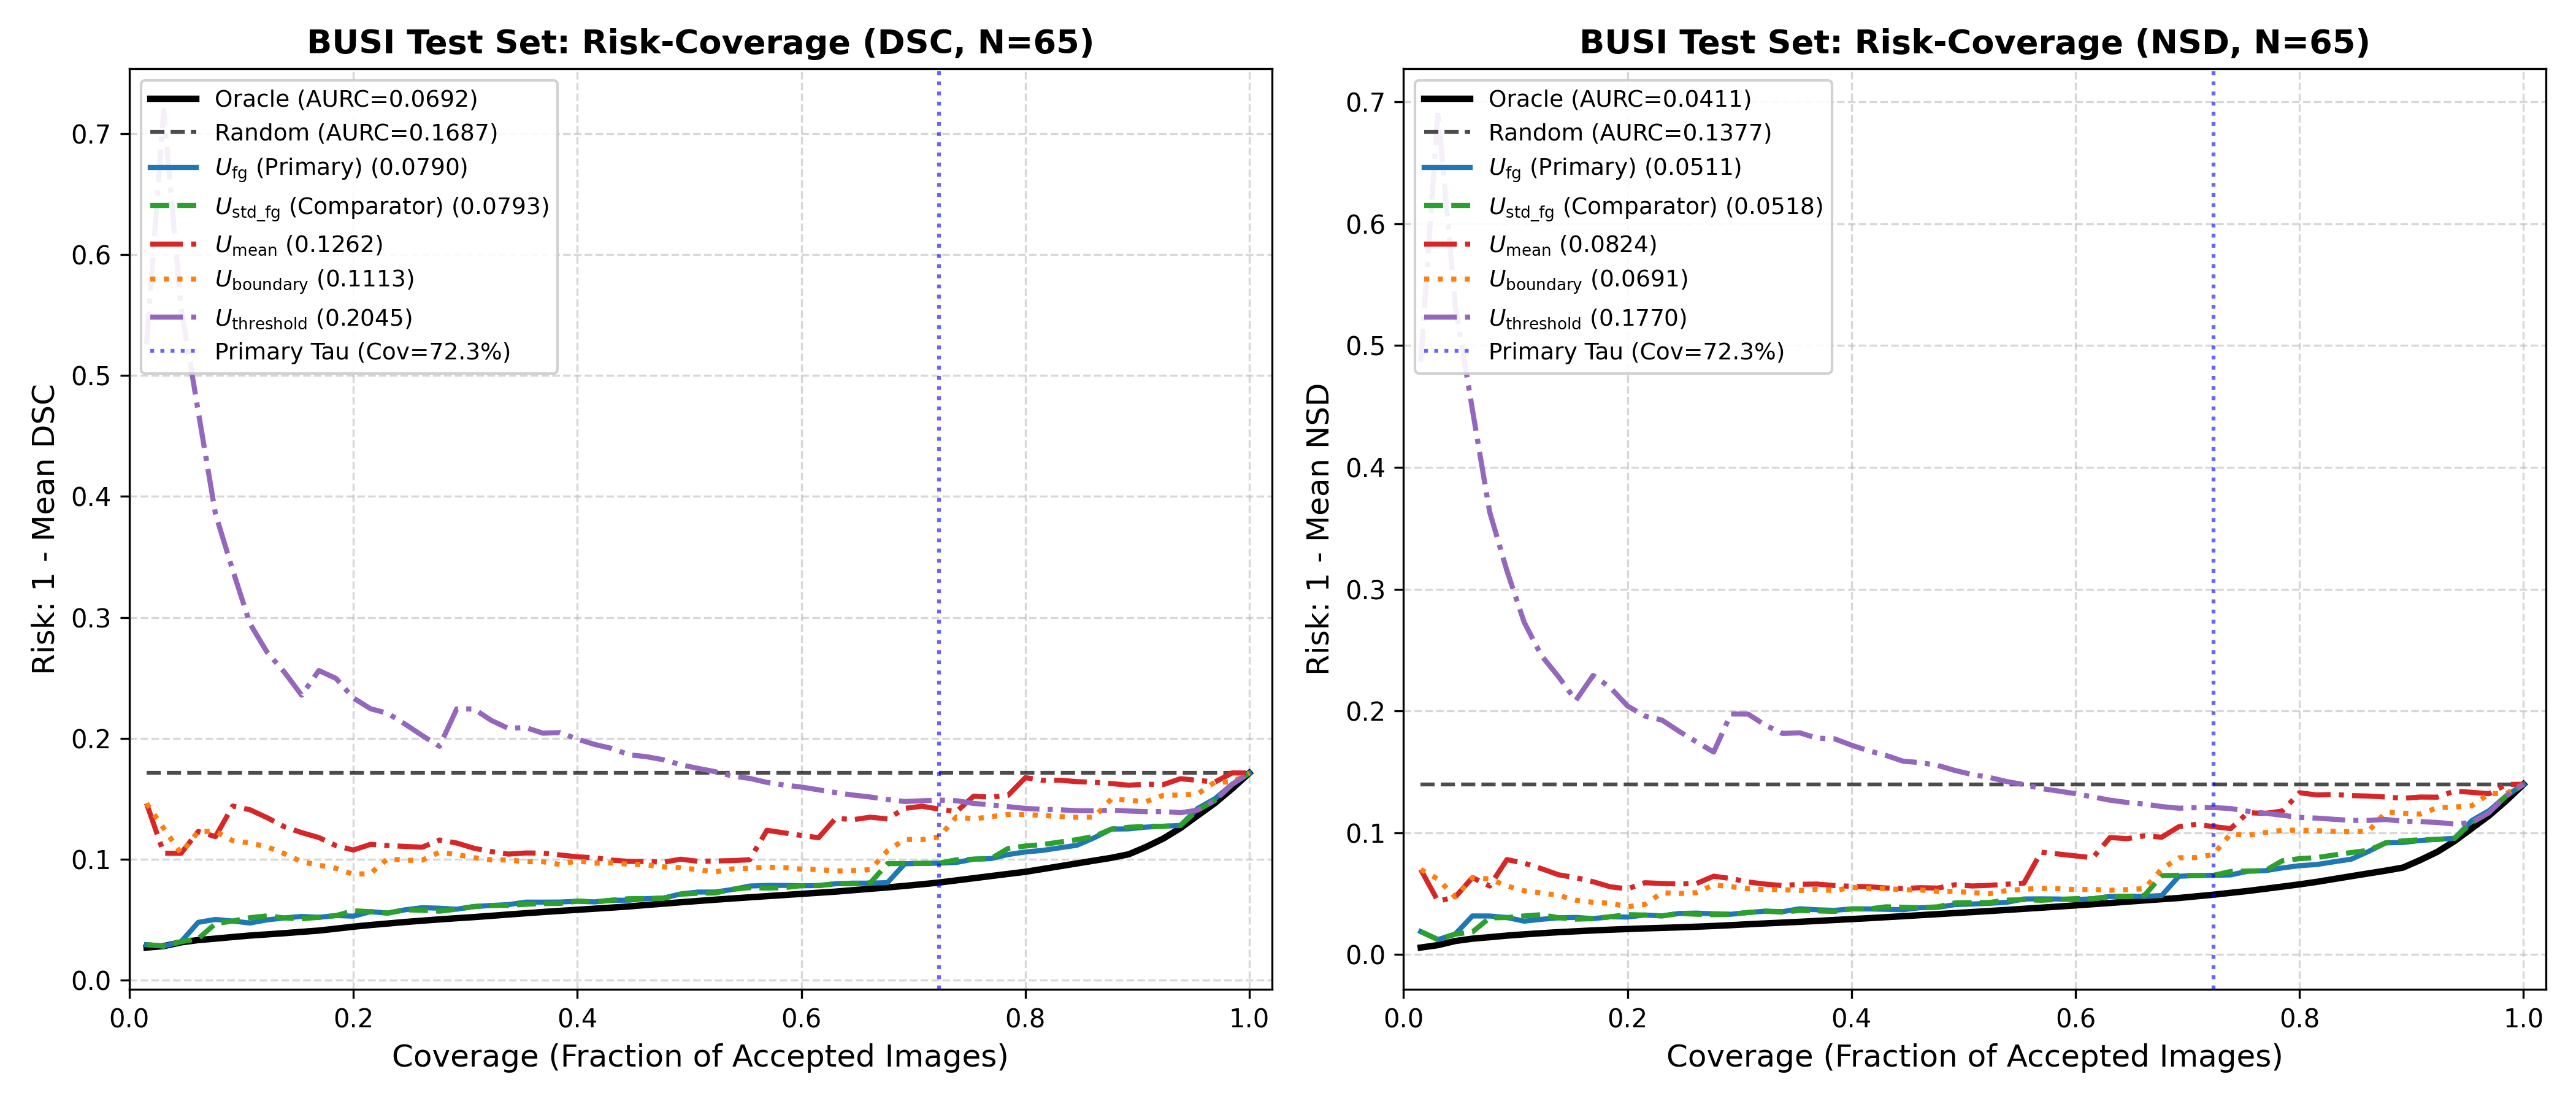 BUSI Test Set: Risk-Coverage (DSC, N=65)
Oracle (AURC=0.0692)
Random (AURC=0.1687)
U_fg (Primary) (0.0790)
U_std_fg (Comparator) (0.0793)
U_mean (0.1262)
U_boundary (0.1113)
U_threshold (0.2045)
Primary Tau (Cov=72.3%)
Risk: 1 - Mean DSC
0.7
0.6
0.5
0.4
0.3
0.2
0.1
0.0
0.0 0.2 0.4 0.6 0.8 1.0
Coverage (Fraction of Accepted Images)
BUSI Test Set: Risk-Coverage (NSD, N=65)
Oracle (AURC=0.0411)
Random (AURC=0.1377)
U_fg (Primary) (0.0511)
U_std_fg (Comparator) (0.0518)
U_mean (0.0824)
U_boundary (0.0691)
U_threshold (0.1770)
Primary Tau (Cov=72.3%)
Risk: 1 - Mean NSD
0.7
0.6
0.5
0.4
0.3
0.2
0.1
0.0
0.0 0.2 0.4 0.6 0.8 1.0
Coverage (Fraction of Accepted Images)